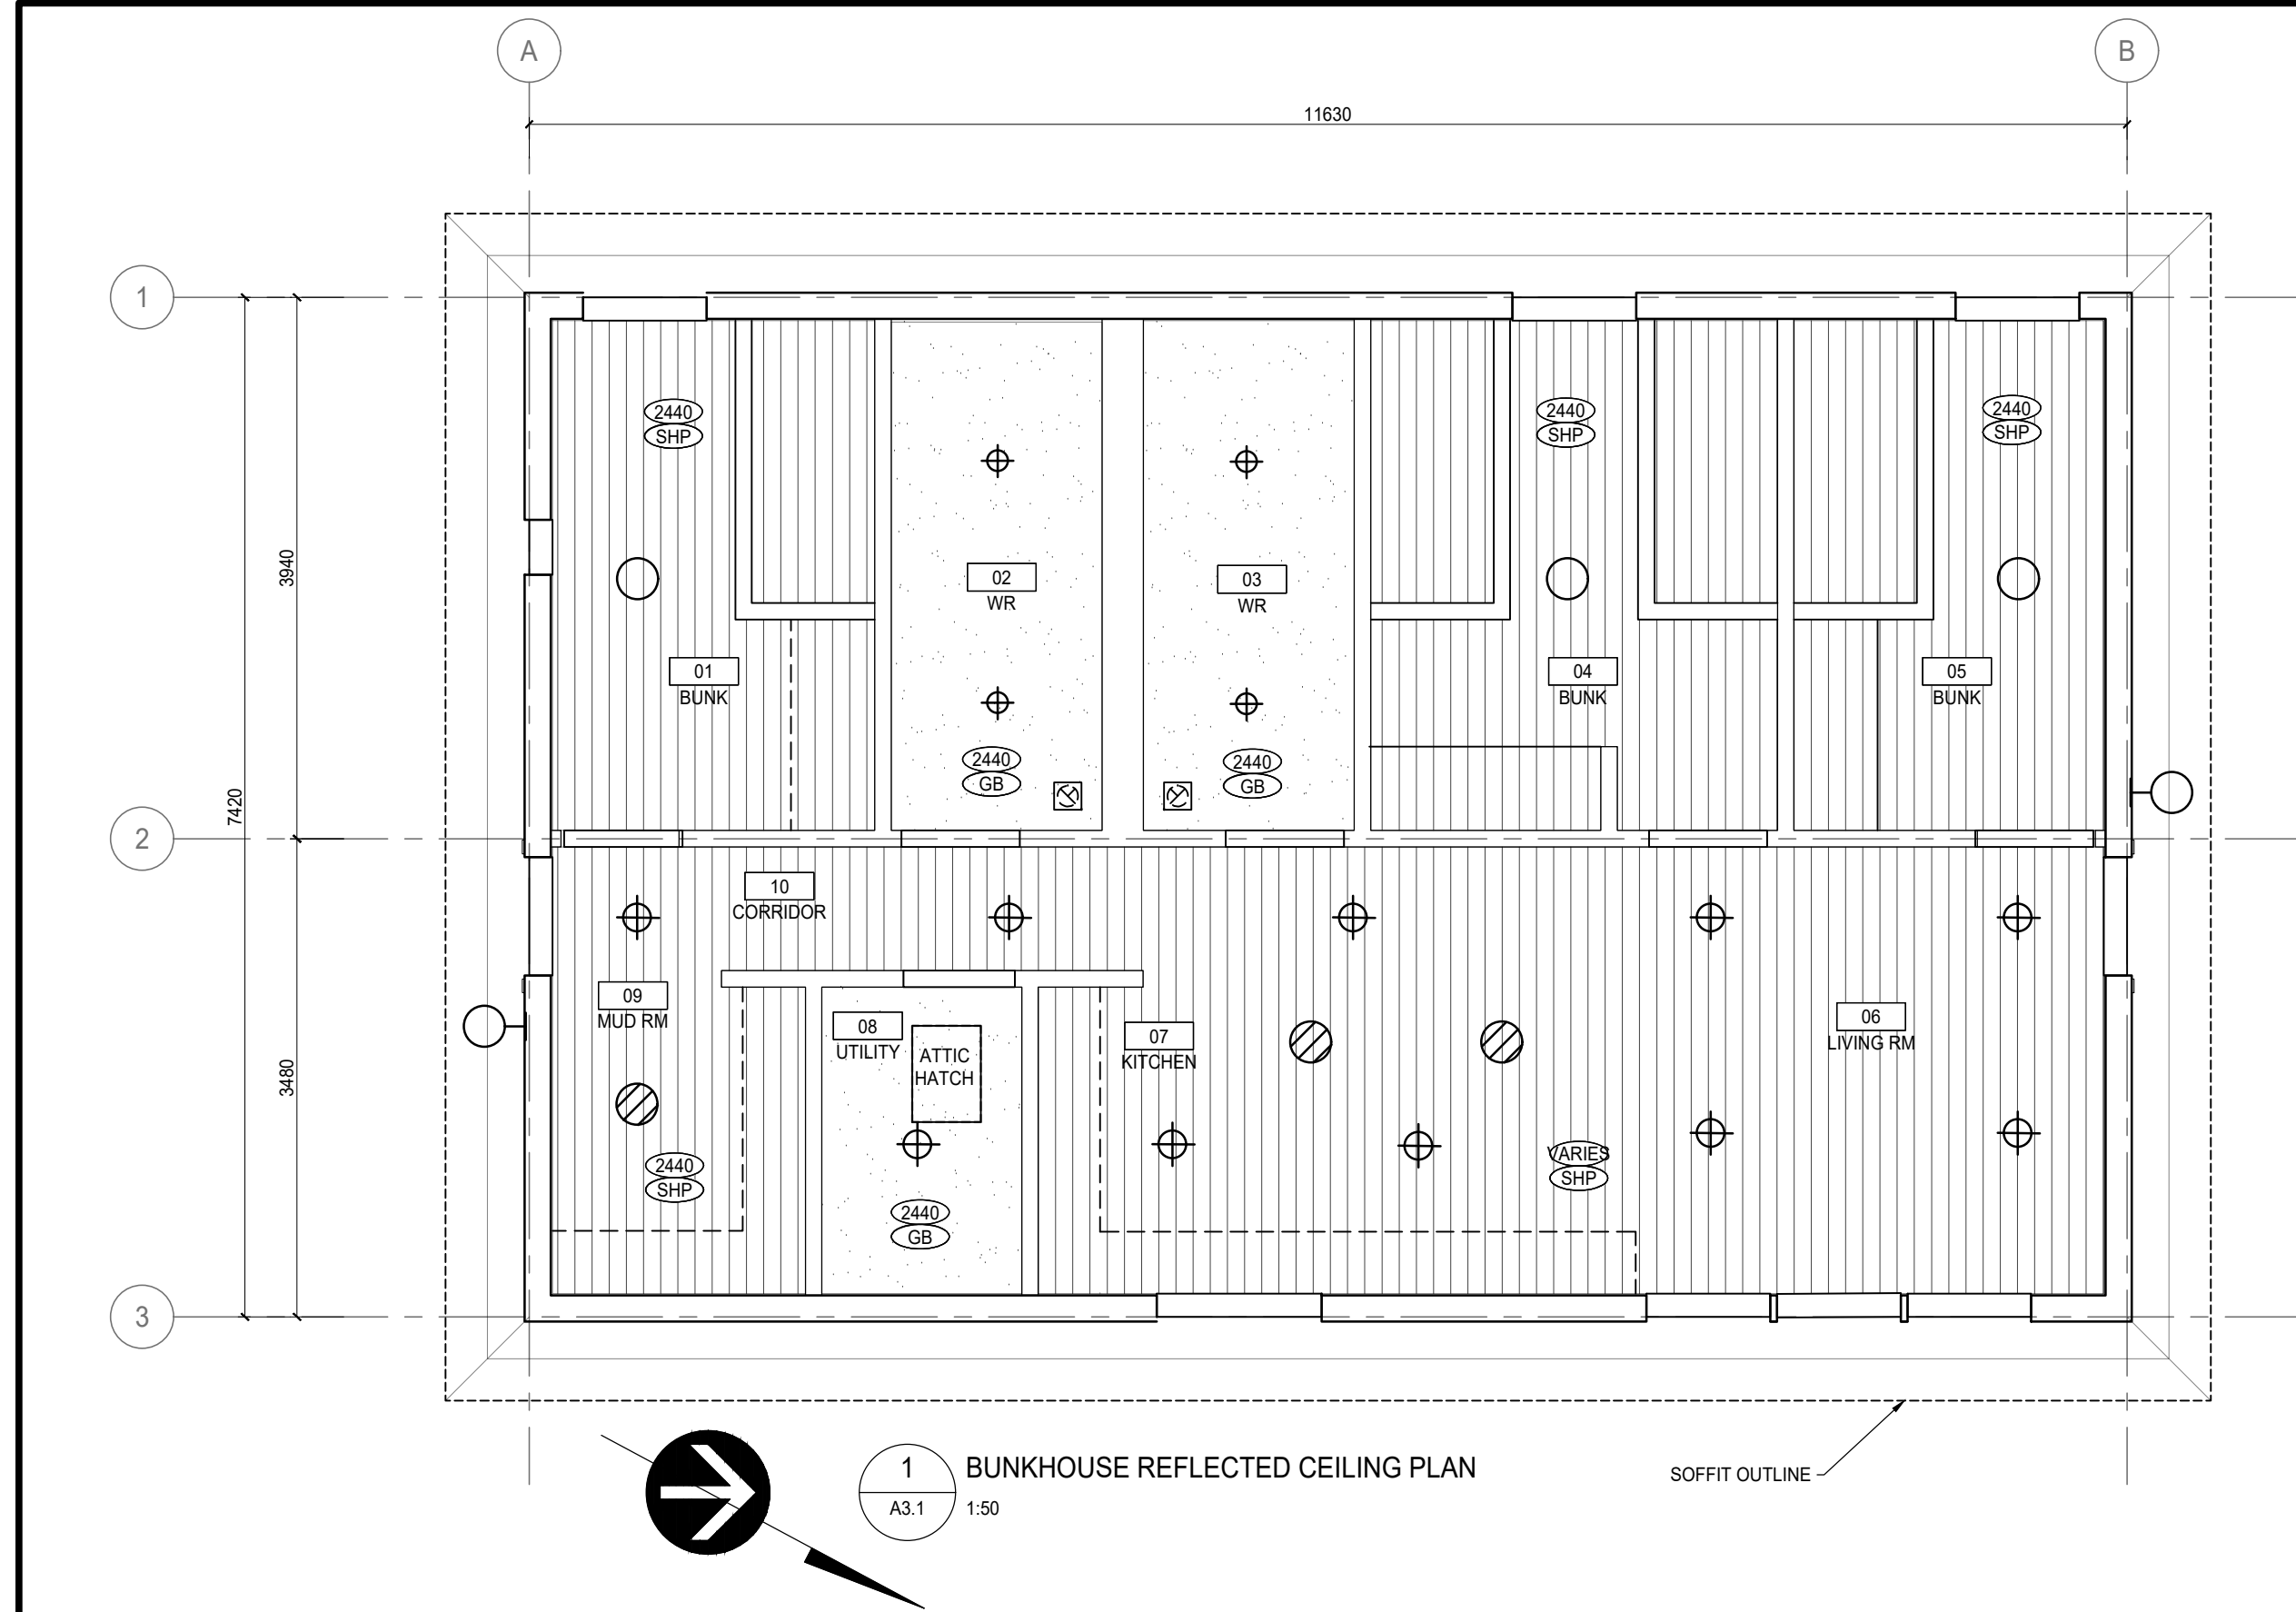 A
B
11630
1
2440
SHP
2440
SHP
2440
SHP
3940
02
WR
03
WR
01
BUNK
04
BUNK
05
BUNK
2440
GB
2440
GB
7420
2
10
CORRIDOR
09
MUD RM
08
UTILITY
ATTIC
HATCH
07
KITCHEN
06
LIVING RM
3480
2440
SHP
VARIES
SHP
2440
GB
3
1
A3.1
BUNKHOUSE REFLECTED CEILING PLAN
1:50
SOFFIT OUTLINE